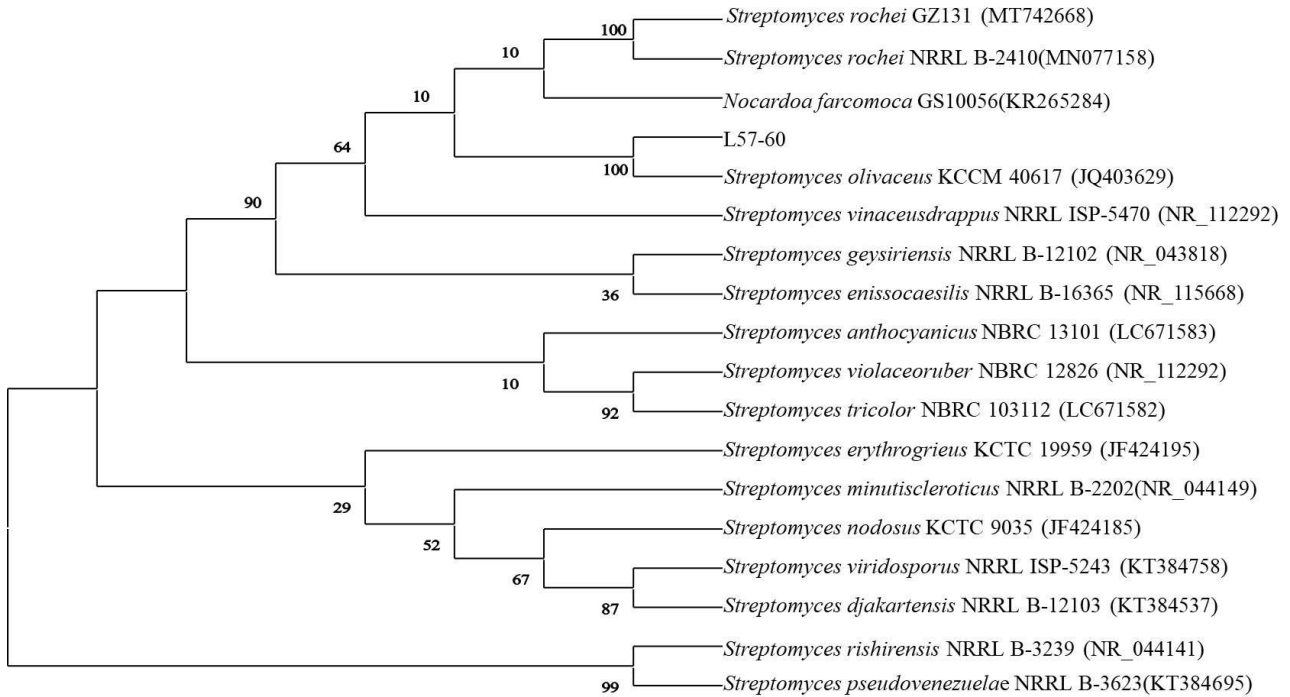 Streptomyces rochei GZ131 (MT742668)
100
10
Streptomyces rochei NRRL B-2410(MN077158)
10
Nocardoa farcomoca GS10056(KR265284)
L57-60
64
100
Streptomyces olivaceus KCCM 40617 (JQ403629)
90
Streptomyces vinaceusdrappus NRRL ISP-5470 (NR_112292)
Streptomyces geysiriensis NRRL B-12102 (NR_043818)
36
Streptomyces enissocaesilis NRRL B-16365 (NR_115668)
Streptomyces anthocyanicus NBRC 13101 (LC671583)
Streptomyces violaceoruber NBRC 12826 (NR_112292)
10
92
Streptomyces tricolor NBRC 103112 (LC671582)
Streptomyces erythrogrieus KCTC 19959 (JF424195)
Streptomyces minutiscleroticus NRRL B-2202(NR_044149)
29
Streptomyces nodosus KCTC 9035 (JF424185)
52
Streptomyces viridosporus NRRL ISP-5243 (KT384758)
67
87
Streptomyces djakartensis NRRL B-12103 (KT384537)
Streptomyces rishirensis NRRL B-3239 (NR_044141)
99
Streptomyces pseudovenezuelae NRRL B-3623(KT384695)